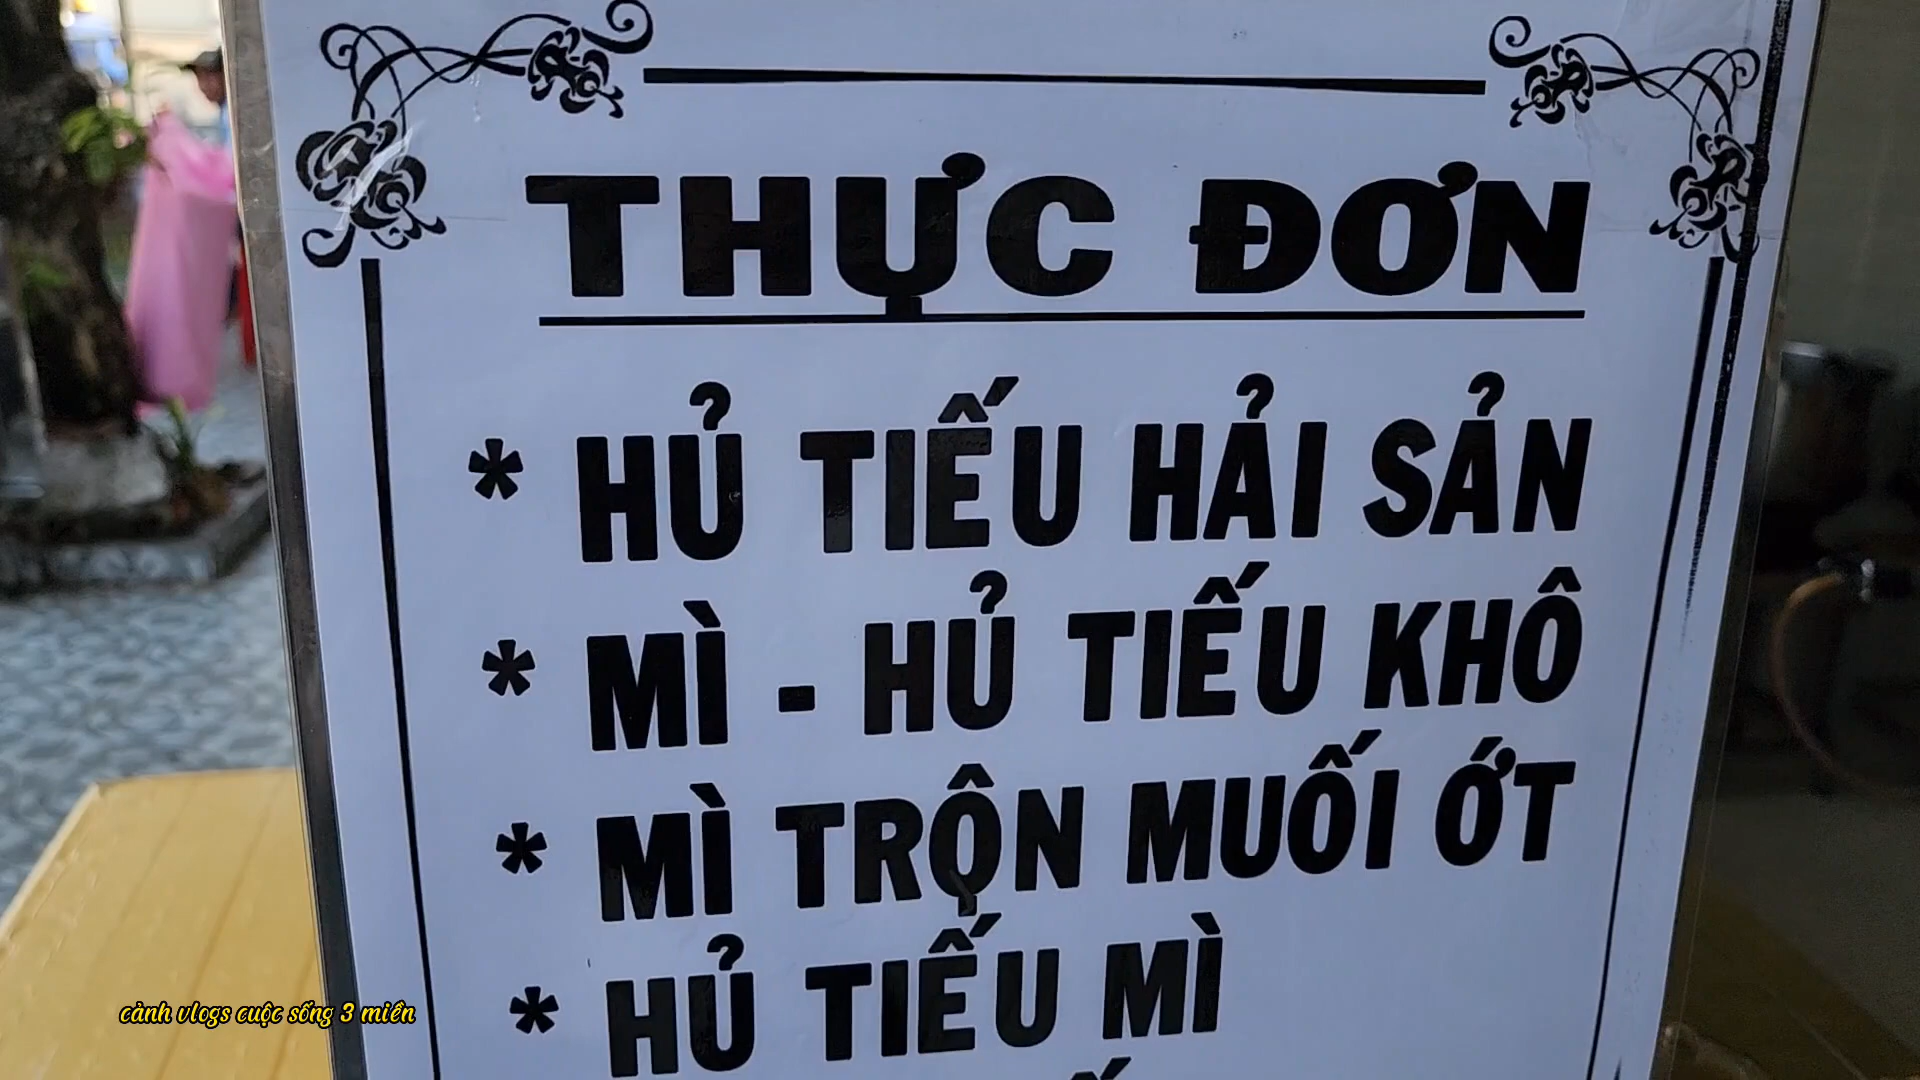 THỰC ĐƠN
* HỦ TIẾU HẢI SẢN
* MÌ - HỦ TIẾU KHÔ
* MÌ TRỘN MUỐI ỚT
* HỦ TIẾU MÌ
cảnh vlogs cuộc sống 3 miền